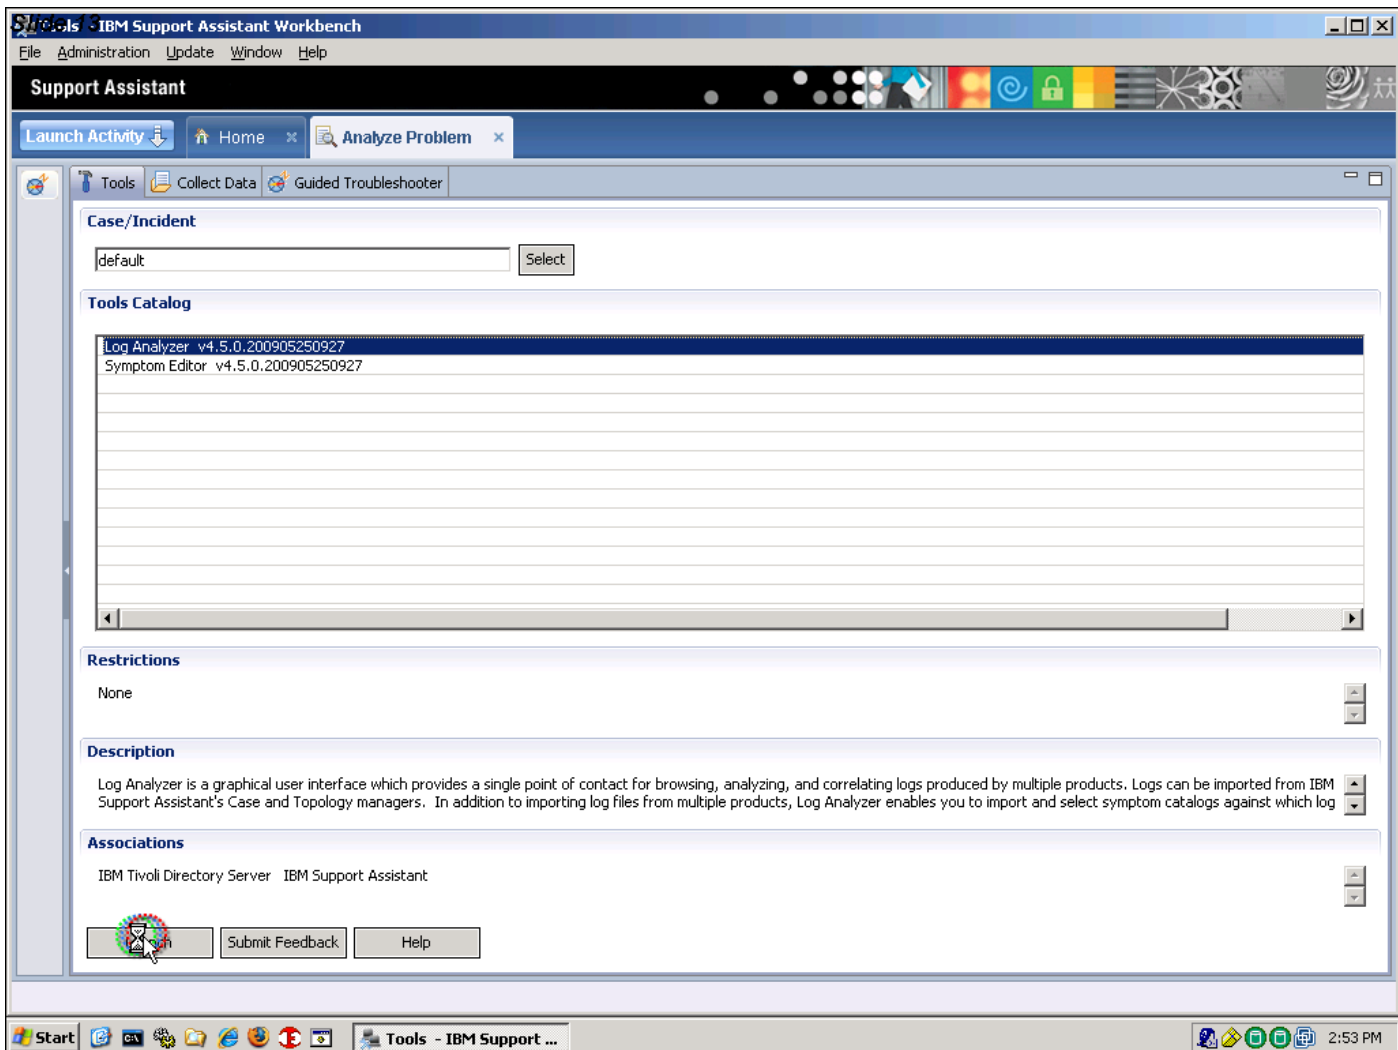 Slide 13
Tools - IBM Support Assistant Workbench
File Administration Update Window Help
Support Assistant
Launch Activity Home Analyze Problem
Tools Collect Data Guided Troubleshooter
Case/Incident
default Select
Tools Catalog
Log Analyzer v4.5.0.200905250927
Symptom Editor v4.5.0.200905250927
Restrictions
None
Description
Log Analyzer is a graphical user interface which provides a single point of contact for browsing, analyzing, and correlating logs produced by multiple products. Logs can be imported from IBM
Support Assistant's Case and Topology managers. In addition to importing log files from multiple products, Log Analyzer enables you to import and select symptom catalogs against which log
Associations
IBM Tivoli Directory Server IBM Support Assistant
Submit Feedback Help
Start Tools - IBM Support ... 2:53 PM